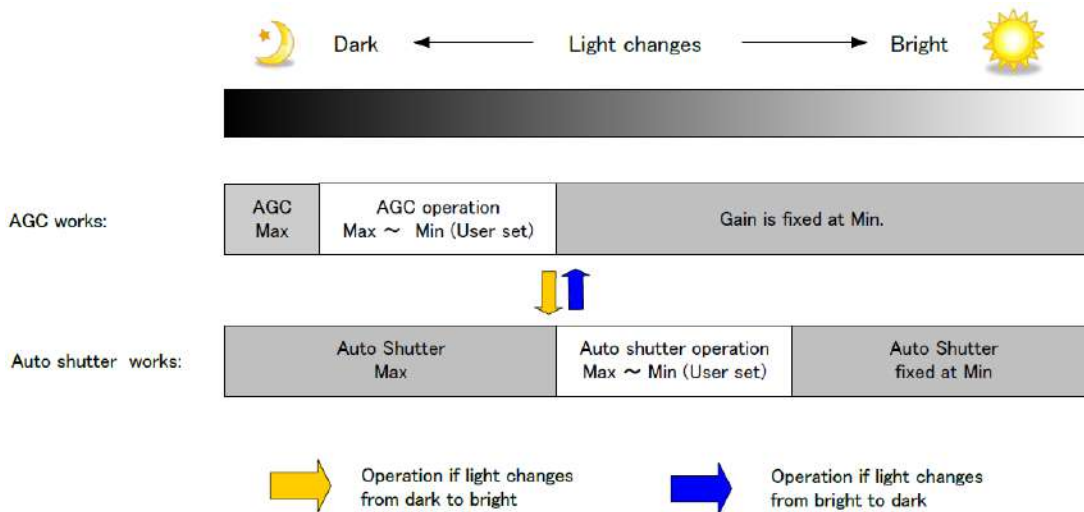 Dark
Light changes
Bright
AGC works:
AGC
Max
AGC operation
Max ～ Min (User set)
Gain is fixed at Min.
Auto shutter works:
Auto Shutter
Max
Auto shutter operation
Max ～ Min (User set)
Auto Shutter
fixed at Min
Operation if light changes
from dark to bright
Operation if light changes
from bright to dark